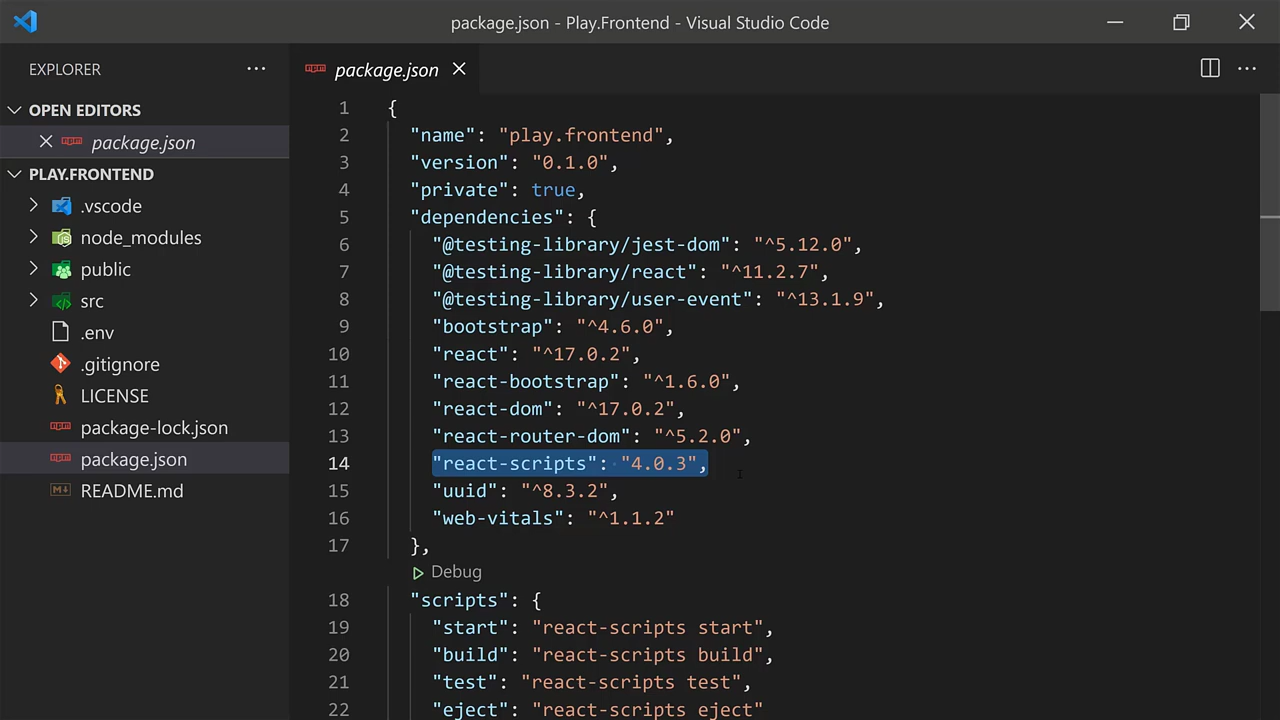 package.json - Play.Frontend - Visual Studio Code
EXPLORER
OPEN EDITORS
package.json
PLAY.FRONTEND
.vscode
node_modules
public
src
.env
.gitignore
LICENSE
package-lock.json
package.json
README.md
package.json
1 {
2 "name": "play.frontend",
3 "version": "0.1.0",
4 "private": true,
5 "dependencies": {
6 "@testing-library/jest-dom": "^5.12.0",
7 "@testing-library/react": "^11.2.7",
8 "@testing-library/user-event": "^13.1.9",
9 "bootstrap": "^4.6.0",
10 "react": "^17.0.2",
11 "react-bootstrap": "^1.6.0",
12 "react-dom": "^17.0.2",
13 "react-router-dom": "^5.2.0",
14 "react-scripts": "4.0.3",
15 "uuid": "^8.3.2",
16 "web-vitals": "^1.1.2"
17 },
Debug
18 "scripts": {
19 "start": "react-scripts start",
20 "build": "react-scripts build",
21 "test": "react-scripts test",
22 "eject": "react-scripts eject"